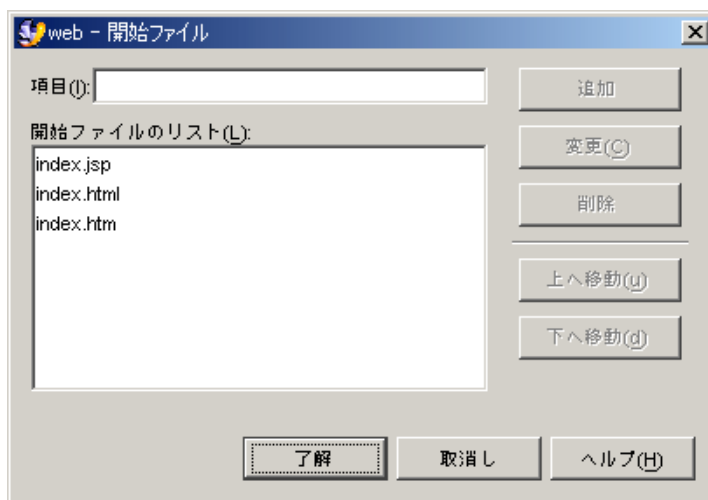 web - 開始ファイル
項目(I):
追加
開始ファイルのリスト(L):
変更(C)
index.jsp
index.html
index.htm
削除
上へ移動(u)
下へ移動(d)
了解
取消し
ヘルプ(H)